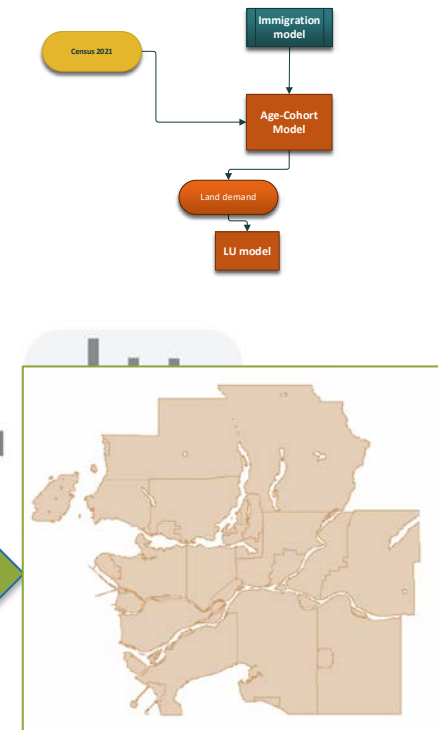 Immigration
model
Census 2021
Age-Cohort
Model
Land demand
LU model